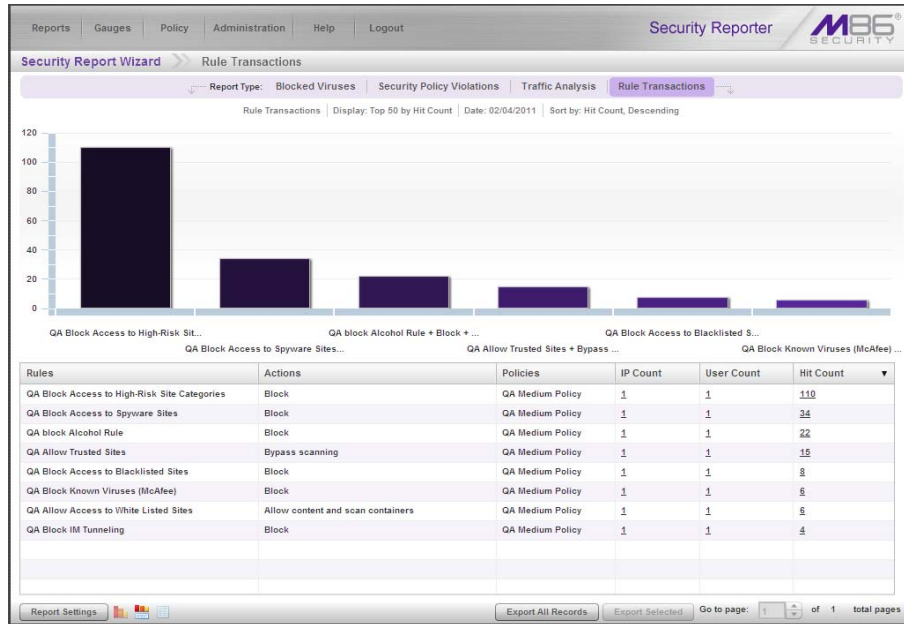 Reports Gauges Policy Administration Help Logout Security Reporter M86® SECURITY
Security Report Wizard Rule Transactions
Report Type: Blocked Viruses Security Policy Violations Traffic Analysis Rule Transactions
Rule Transactions Display: Top 50 by Hit Count Date: 02/04/2011 Sort by: Hit Count, Descending
120
100
80
60
40
20
0
QA Block Access to High-Risk Sit... QA block Alcohol Rule + Block + ... QA Block Access to Blacklisted S...
QA Block Access to Spyware Sites... QA Allow Trusted Sites + Bypass ... QA Block Known Viruses (McAfee) ...
Rules Actions Policies IP Count User Count Hit Count
QA Block Access to High-Risk Site Categories Block QA Medium Policy 1 1 110
QA Block Access to Spyware Sites Block QA Medium Policy 1 1 34
QA block Alcohol Rule Block QA Medium Policy 1 1 22
QA Allow Trusted Sites Bypass scanning QA Medium Policy 1 1 15
QA Block Access to Blacklisted Sites Block QA Medium Policy 1 1 8
QA Block Known Viruses (McAfee) Block QA Medium Policy 1 1 6
QA Allow Access to White Listed Sites Allow content and scan containers QA Medium Policy 1 1 6
QA Block IM Tunneling Block QA Medium Policy 1 1 4
Report Settings Export All Records Export Selected Go to page: 1 of 1 total pages